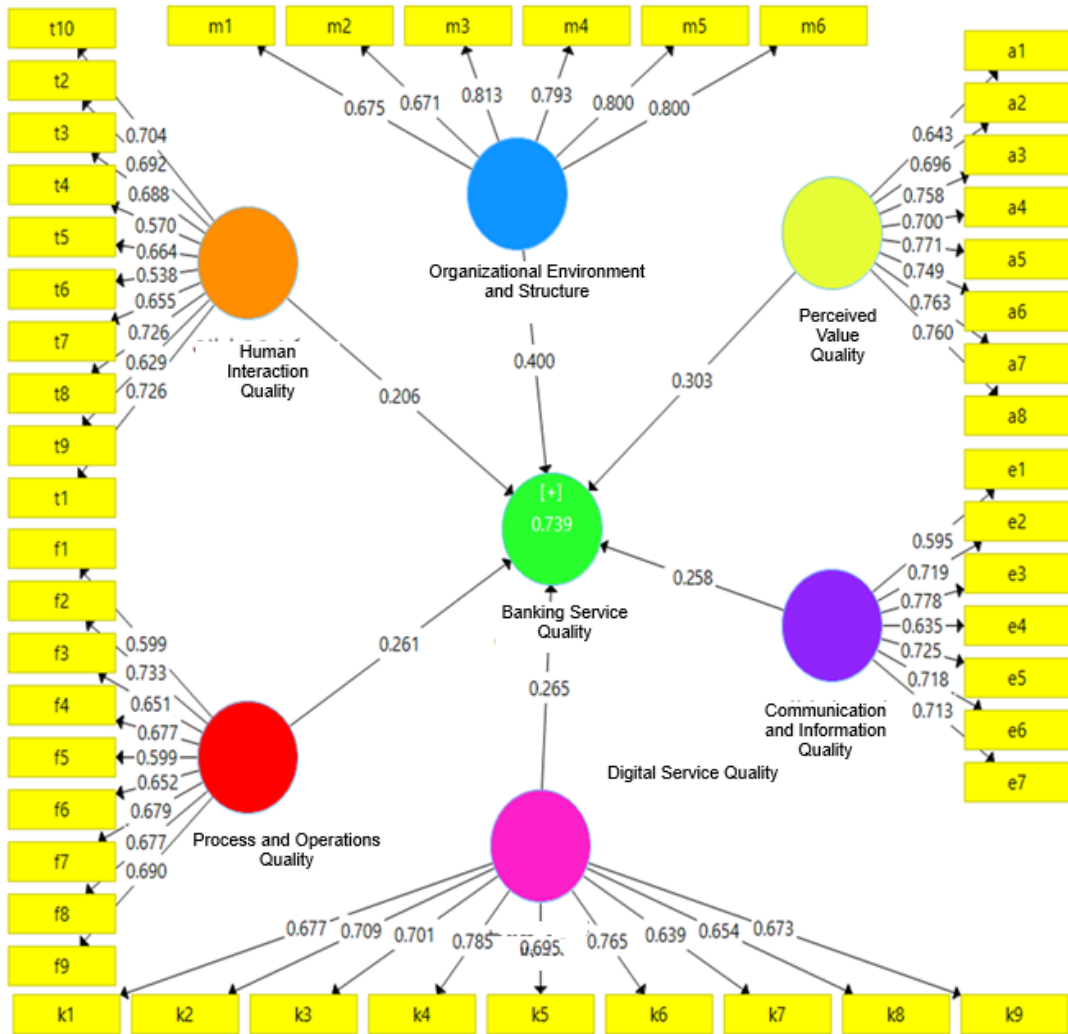 t10
t2
t3
t4
t5
t6
t7
t8
t9
t1
0.704
0.692
0.688
0.570
0.664
0.538
0.655
0.726
0.629
0.726
Human
Interaction
Quality
0.206
m1
m2
m3
m4
m5
m6
0.675
0.671
0.813
0.793
0.800
0.800
Organizational Environment
and Structure
0.400
a1
a2
a3
a4
a5
a6
a7
a8
0.643
0.696
0.758
0.700
0.771
0.749
0.763
0.760
Perceived
Value
Quality
0.303
[+]
0.739
Banking Service
Quality
f1
f2
f3
f4
f5
f6
f7
f8
f9
0.599
0.733
0.651
0.677
0.599
0.652
0.679
0.677
0.690
Process and Operations
Quality
0.261
e1
e2
e3
e4
e5
e6
e7
0.595
0.719
0.778
0.635
0.725
0.718
0.713
Communication
and Information
Quality
0.258
0.265
Digital Service Quality
0.677
0.709
0.701
0.785
0.695
0.765
0.639
0.654
0.673
k1
k2
k3
k4
k5
k6
k7
k8
k9